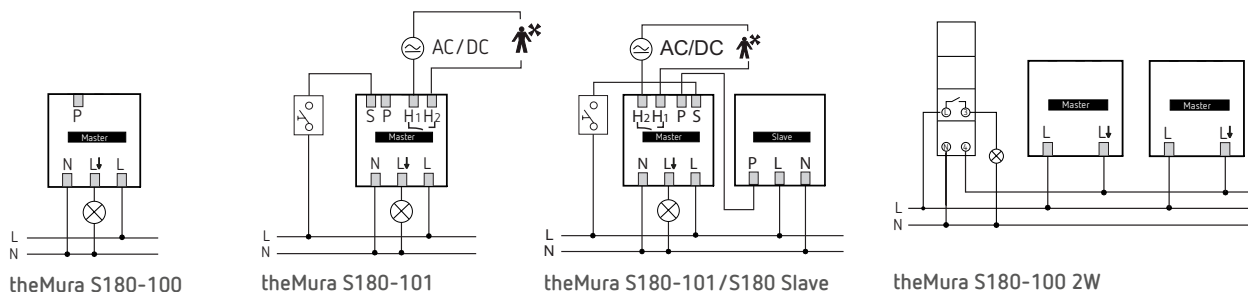 P
Master
N L↓ L
L
N
theMura S180-100
AC/DC
S P H1 H2
Master
N L↓ L
L
N
theMura S180-101
AC/DC
H2 H1 P S
Master
N L↓ L
Slave
P L N
L
N
theMura S180-101/S180 Slave
L 3
N
Master
L L↓
Master
L L↓
L
N
theMura S180-100 2W